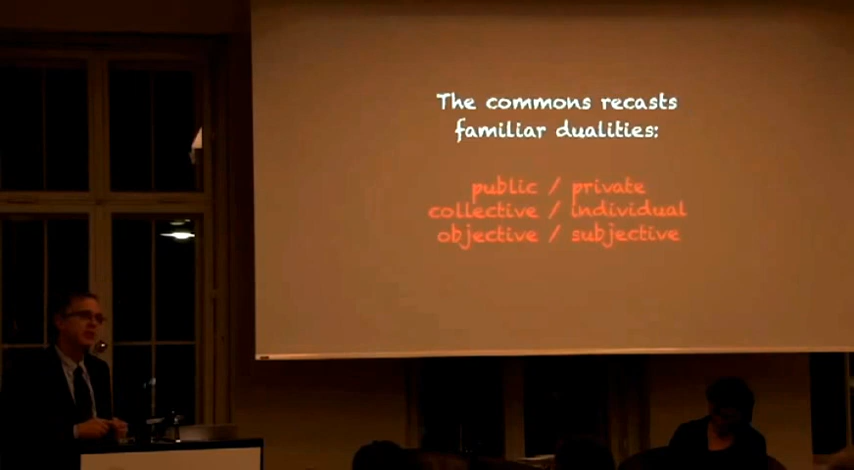 The commons recasts
familiar dualities:
public / private
collective / individual
objective / subjective